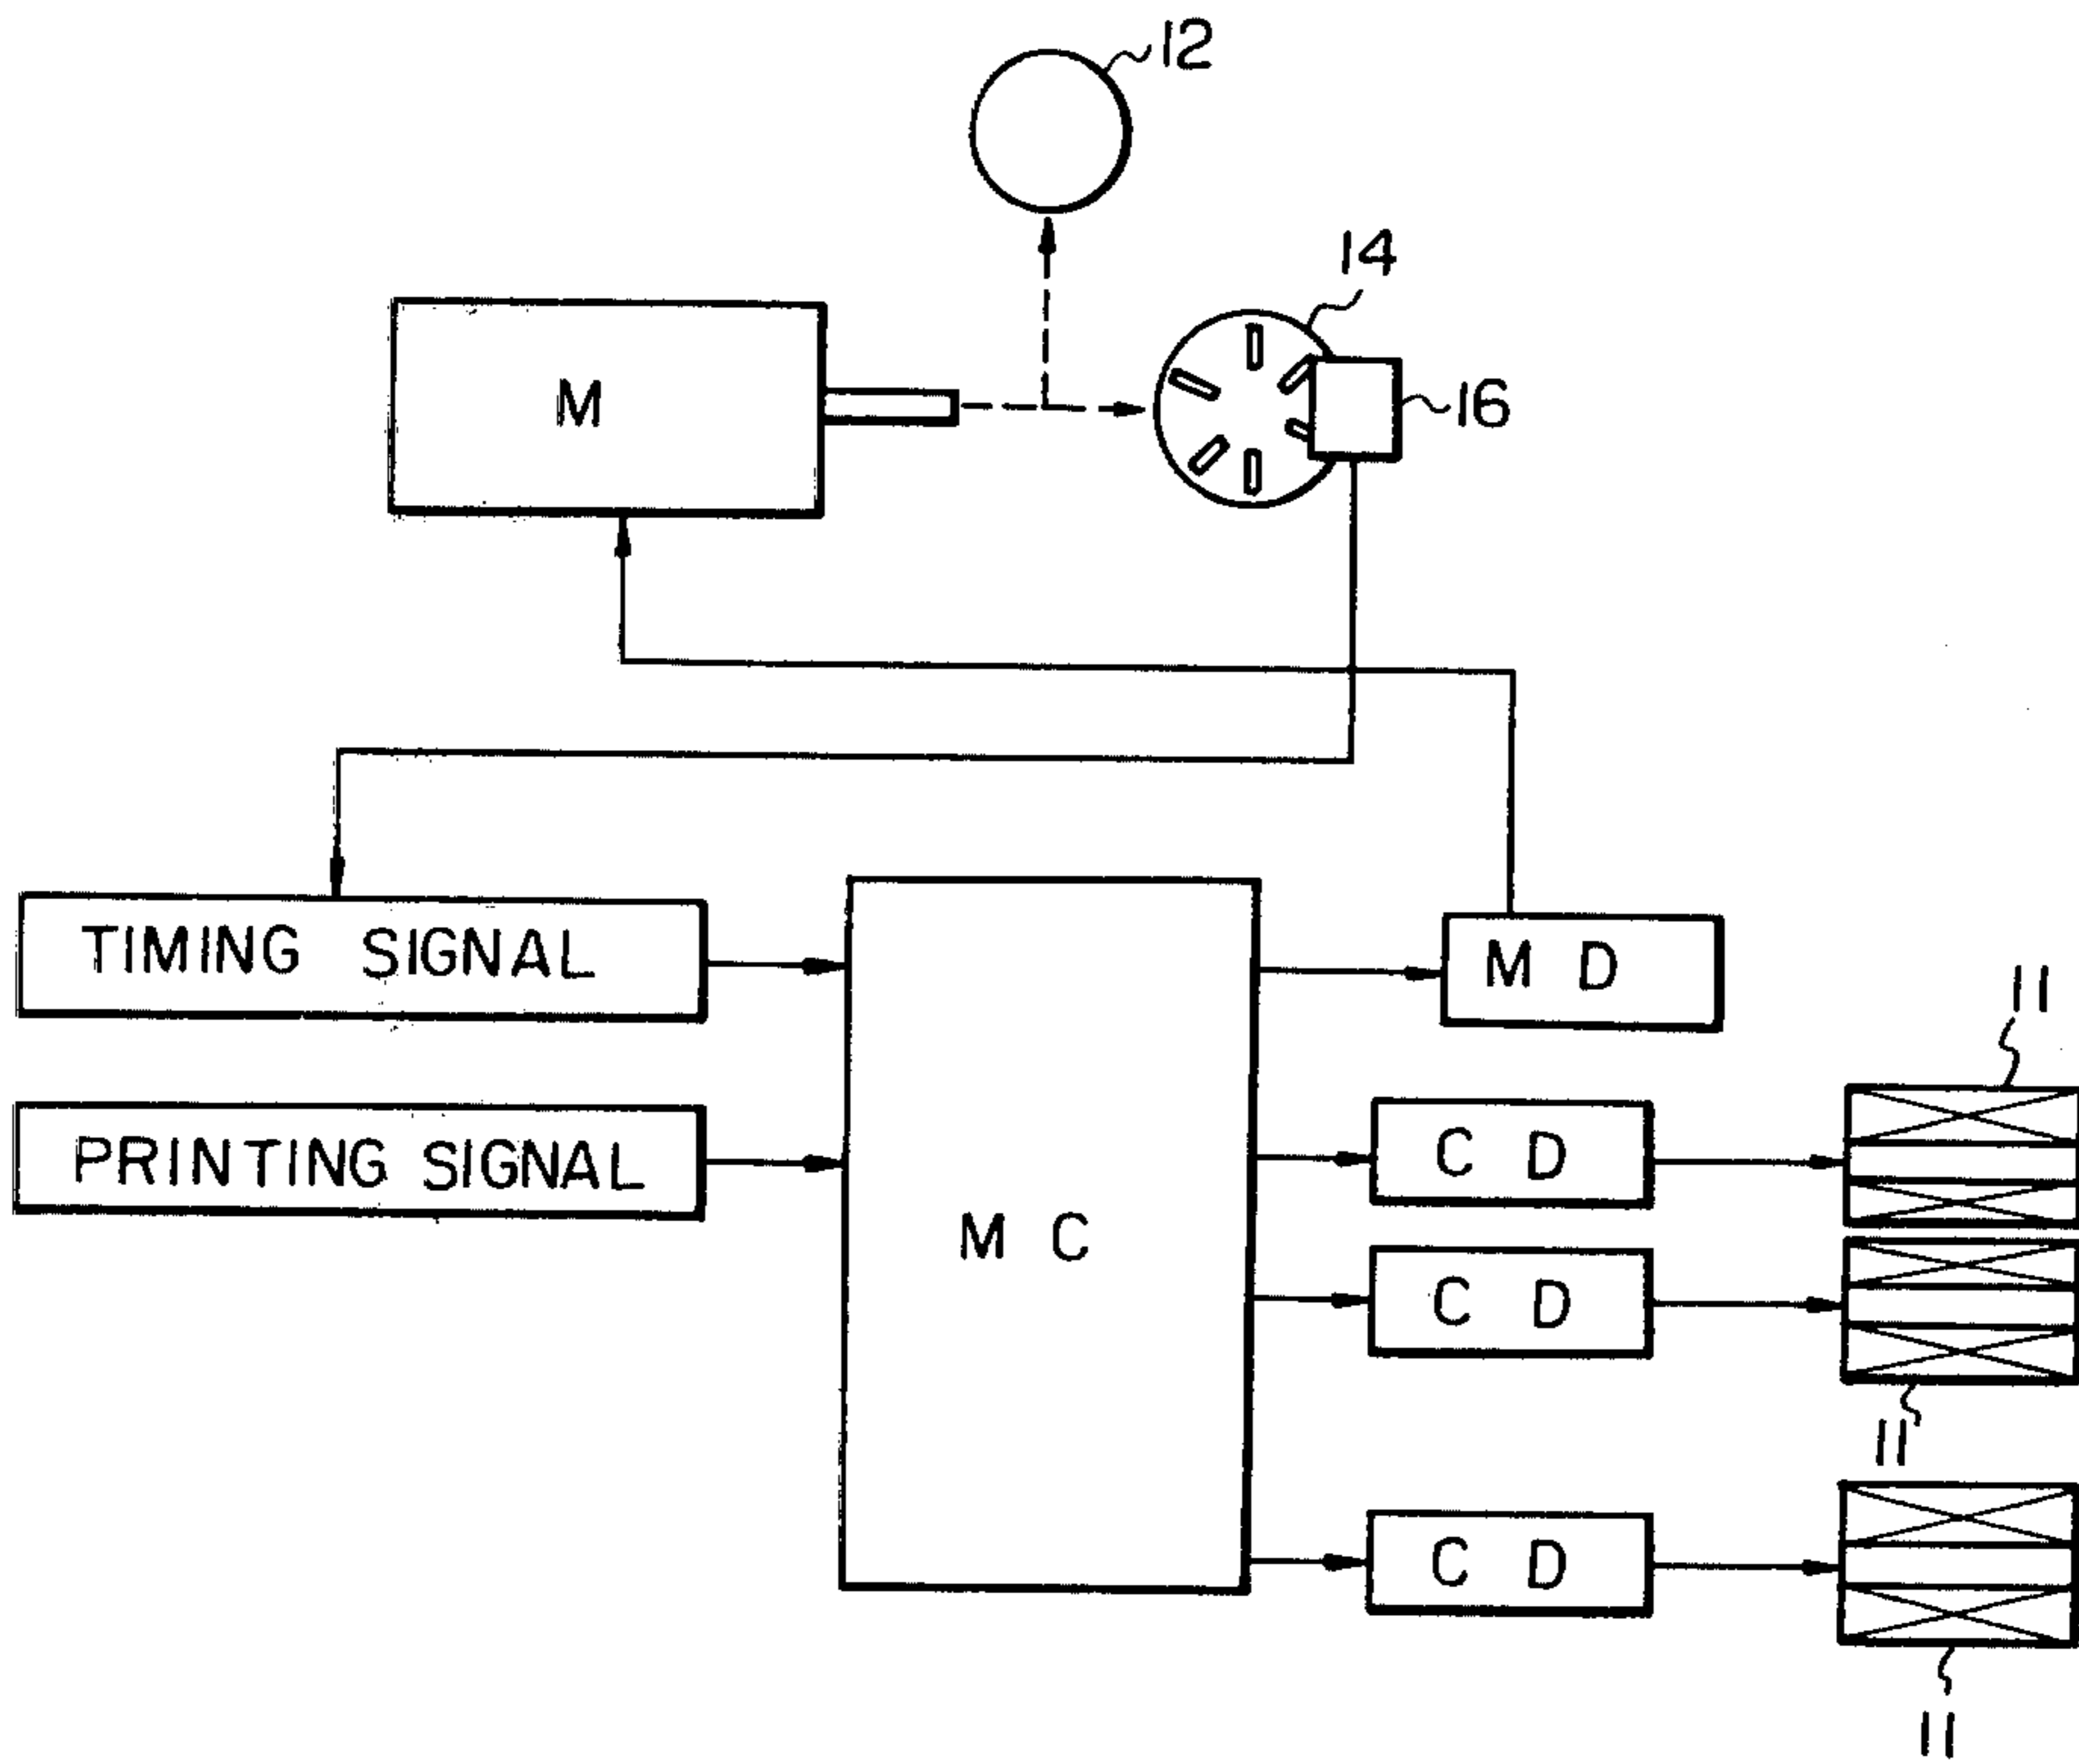 12
14
M
16
TIMING SIGNAL
M D
11
PRINTING SIGNAL
C D
M C
C D
11
C D
11